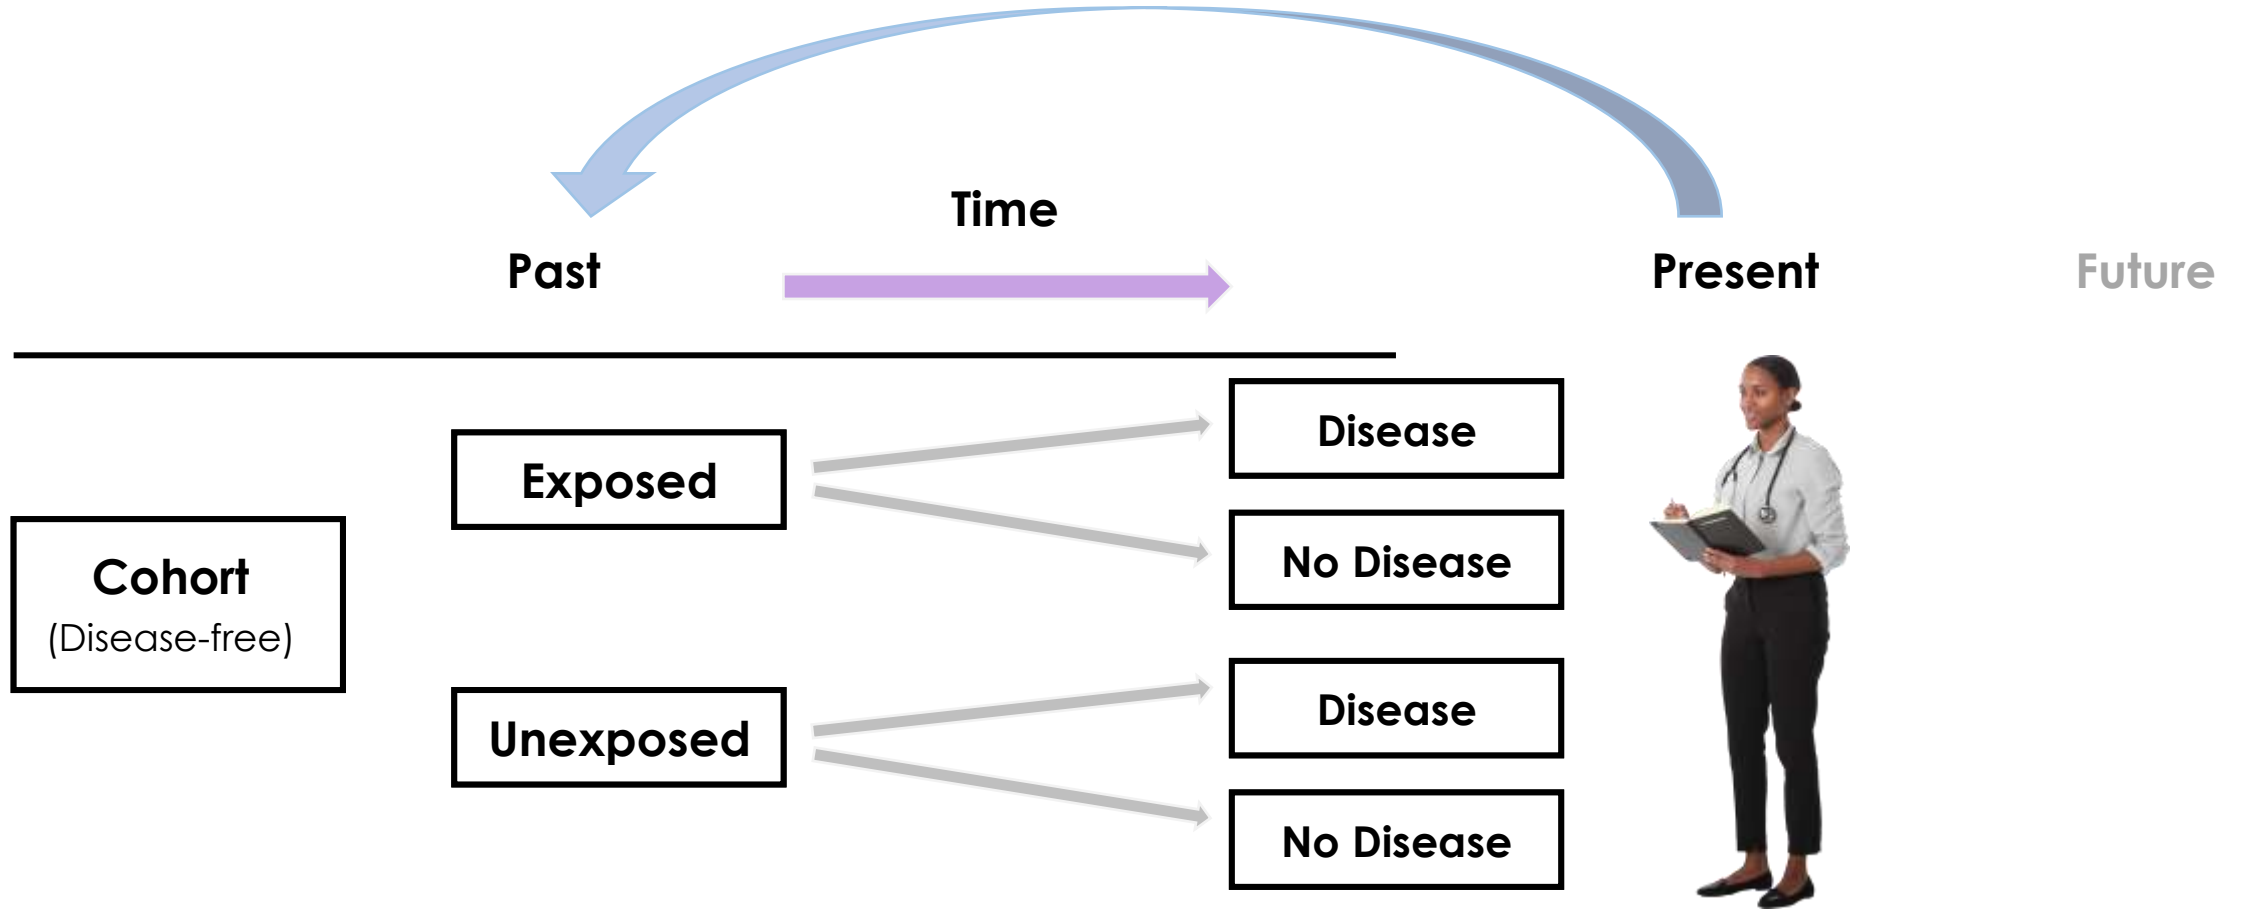 Time
Past
Present
Future
Exposed
Disease
No Disease
Cohort
(Disease-free)
Unexposed
Disease
No Disease